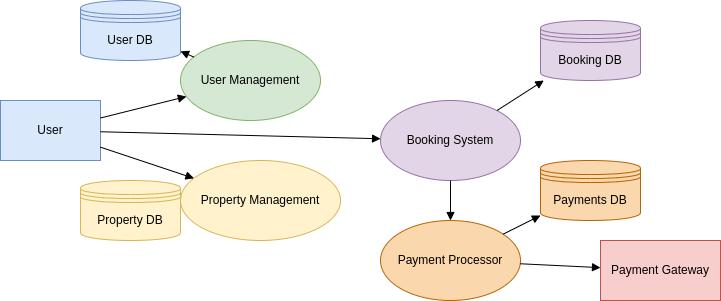 User DB
User Management
Booking DB
User
Booking System
Property Management
Property DB
Payments DB
Payment Processor
Payment Gateway